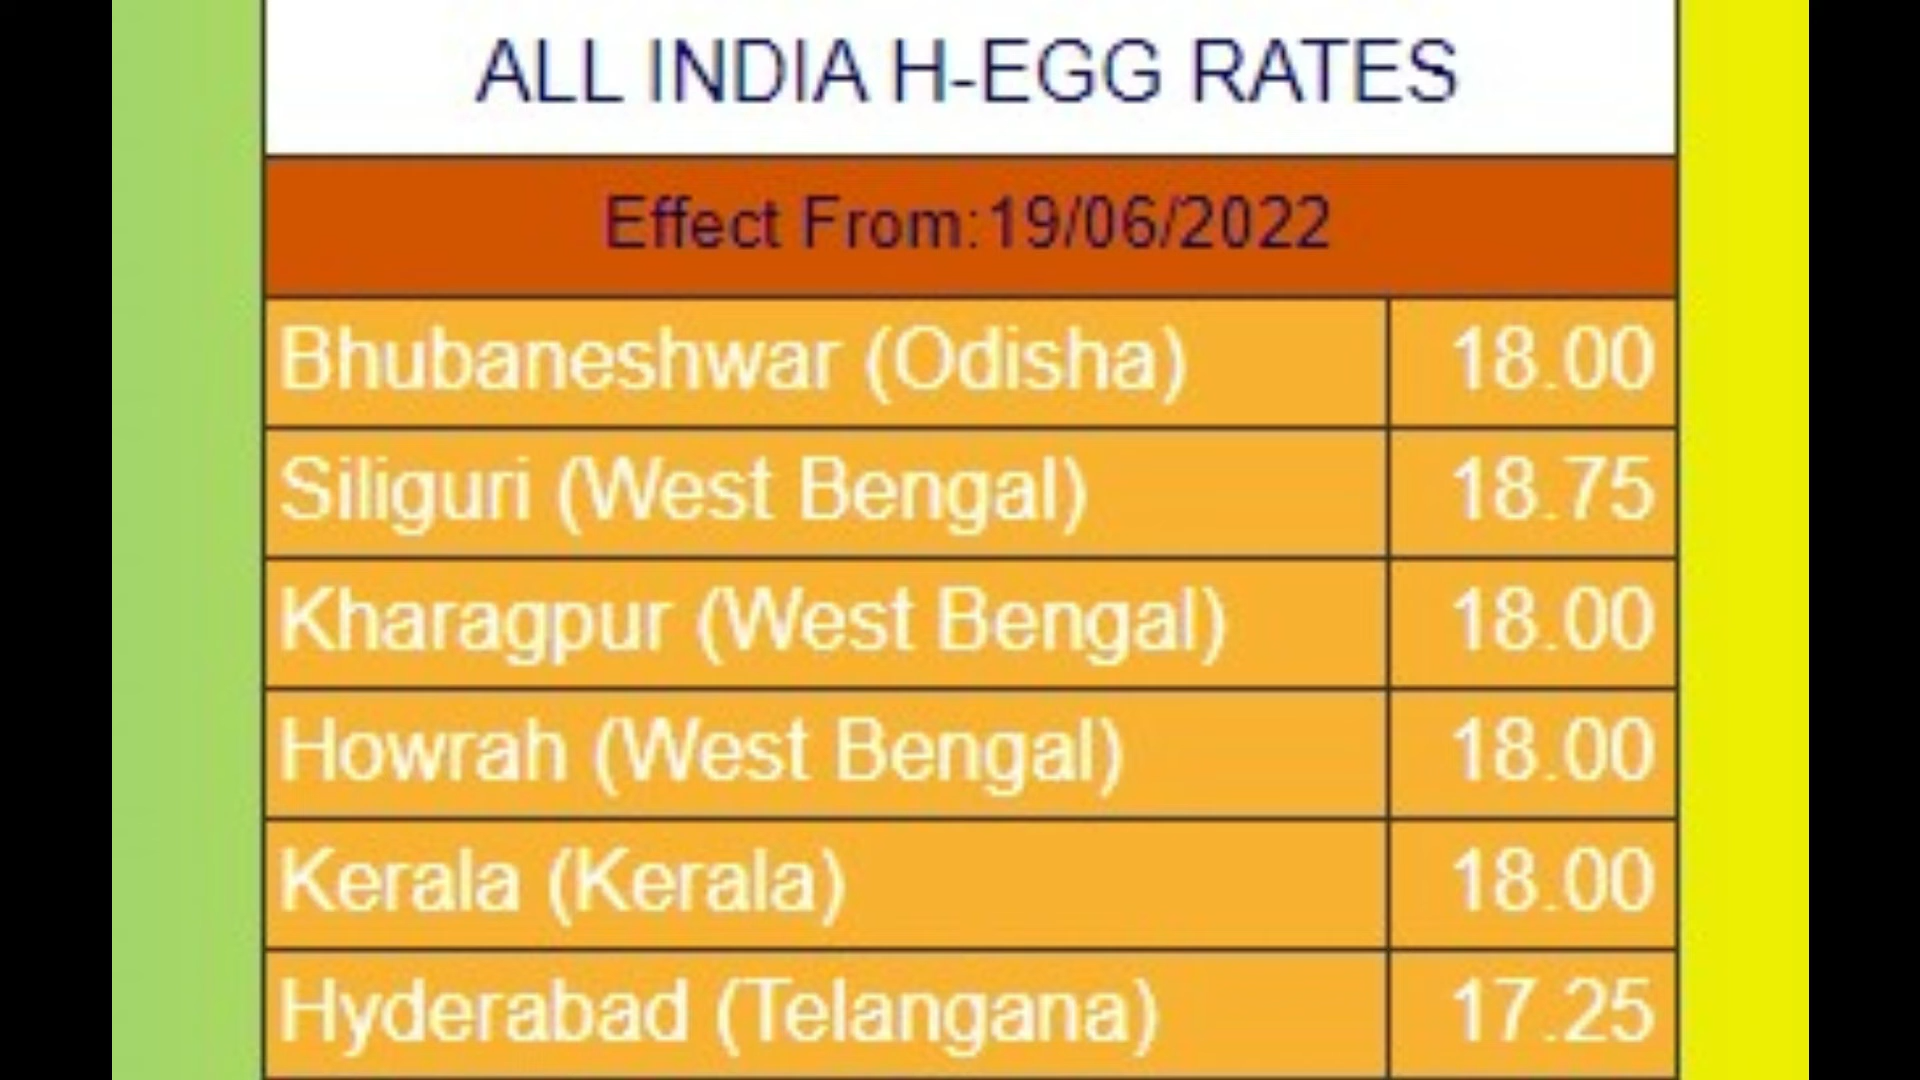 ALL INDIA H-EGG RATES
Effect From:19/06/2022
Bhubaneshwar (Odisha) 18.00
Siliguri (West Bengal) 18.75
Kharagpur (West Bengal) 18.00
Howrah (West Bengal) 18.00
Kerala (Kerala) 18.00
Hyderabad (Telangana) 17.25